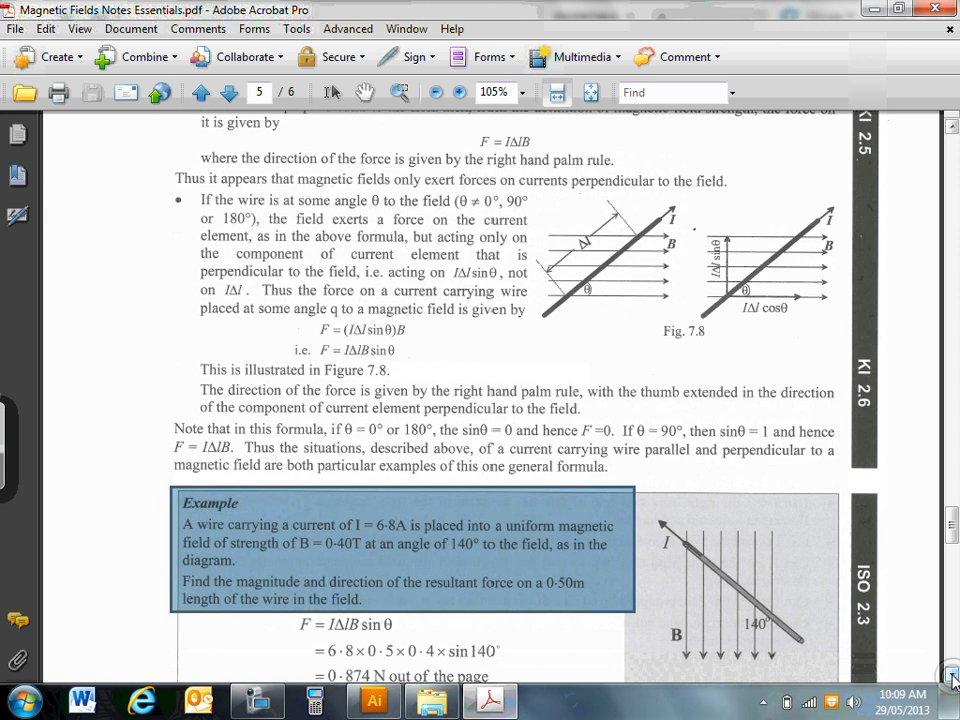 Magnetic Fields Notes Essentials.pdf - Adobe Acrobat Pro
File Edit View Document Comments Forms Tools Advanced Window Help
Create Combine Collaborate Secure Sign Forms Multimedia Comment
5 / 6 105% Find
it is given by
F = IΔlB
where the direction of the force is given by the right hand palm rule.
Thus it appears that magnetic fields only exert forces on currents perpendicular to the field.
• If the wire is at some angle θ to the field (θ ≠ 0°, 90°
or 180°), the field exerts a force on the current
element, as in the above formula, but acting only on
the component of current element that is
perpendicular to the field, i.e. acting on IΔl sinθ, not
on IΔl. Thus the force on a current carrying wire
placed at some angle q to a magnetic field is given by
F = (IΔl sinθ)B
i.e. F = IΔlB sinθ
This is illustrated in Figure 7.8.
Δl
I
B
θ
IΔl sinθ
I
B
θ
IΔl cosθ
Fig. 7.8
The direction of the force is given by the right hand palm rule, with the thumb extended in the direction
of the component of current element perpendicular to the field.
Note that in this formula, if θ = 0° or 180°, the sinθ = 0 and hence F =0. If θ = 90°, then sinθ = 1 and hence
F = IΔlB. Thus the situations, described above, of a current carrying wire parallel and perpendicular to a
magnetic field are both particular examples of this one general formula.
KI 2.5
KI 2.6
ISO 2.3
Example
A wire carrying a current of I = 6·8A is placed into a uniform magnetic
field of strength of B = 0·40T at an angle of 140° to the field, as in the
diagram.
Find the magnitude and direction of the resultant force on a 0·50m
length of the wire in the field.
F = IΔlB sin θ
= 6·8 × 0·5 × 0·4 × sin 140°
= 0·874 N out of the page
I
B
140°
10:09 AM
29/05/2013